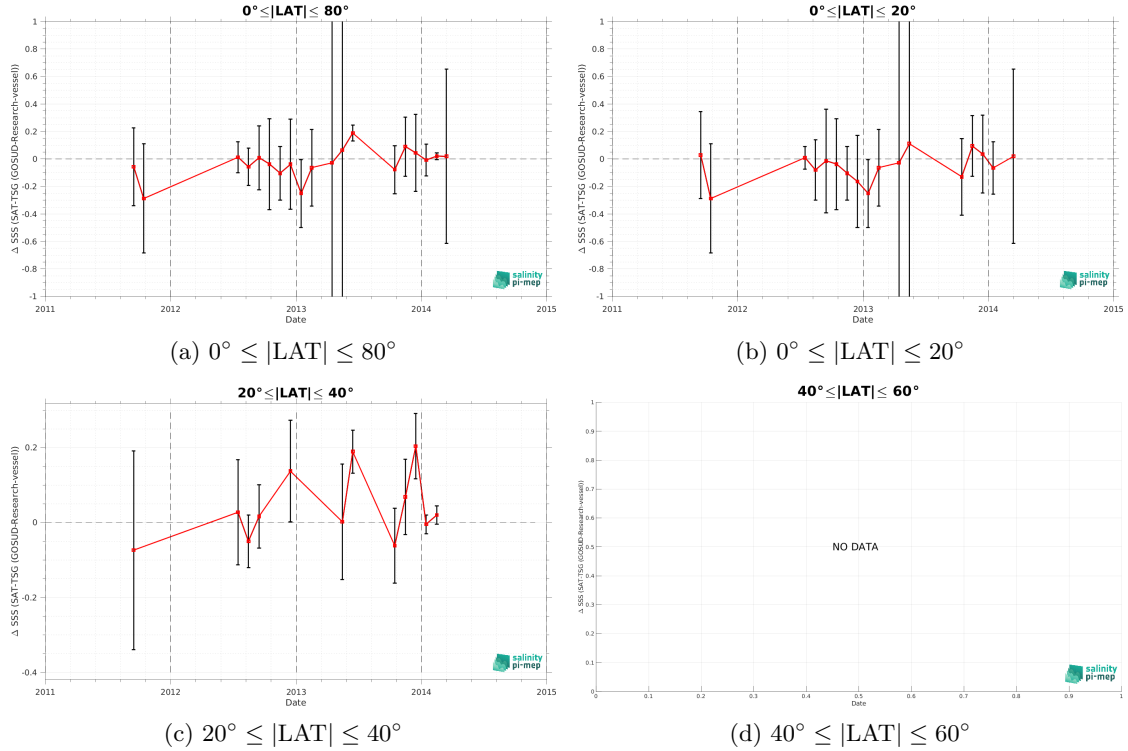 0°≤|LAT|≤ 80°
Δ SSS (SAT-TSG (GOSUD-Research-vessel))
1
0.8
0.6
0.4
0.2
0
-0.2
-0.4
-0.6
-0.8
-1
2011 2012 2013 2014 2015
Date
salinity
pi-mep
(a) 0° ≤ |LAT| ≤ 80°
0°≤|LAT|≤ 20°
Δ SSS (SAT-TSG (GOSUD-Research-vessel))
1
0.8
0.6
0.4
0.2
0
-0.2
-0.4
-0.6
-0.8
-1
2011 2012 2013 2014 2015
Date
salinity
pi-mep
(b) 0° ≤ |LAT| ≤ 20°
20°≤|LAT|≤ 40°
Δ SSS (SAT-TSG (GOSUD-Research-vessel))
0.2
0
-0.2
-0.4
2011 2012 2013 2014 2015
Date
salinity
pi-mep
(c) 20° ≤ |LAT| ≤ 40°
40°≤|LAT|≤ 60°
Δ SSS (SAT-TSG (GOSUD-Research-vessel))
1
0.9
0.8
0.7
0.6
0.5
0.4
0.3
0.2
0.1
0
NO DATA
0 0.1 0.2 0.3 0.4 0.5 0.6 0.7 0.8 0.9 1
Date
salinity
pi-mep
(d) 40° ≤ |LAT| ≤ 60°